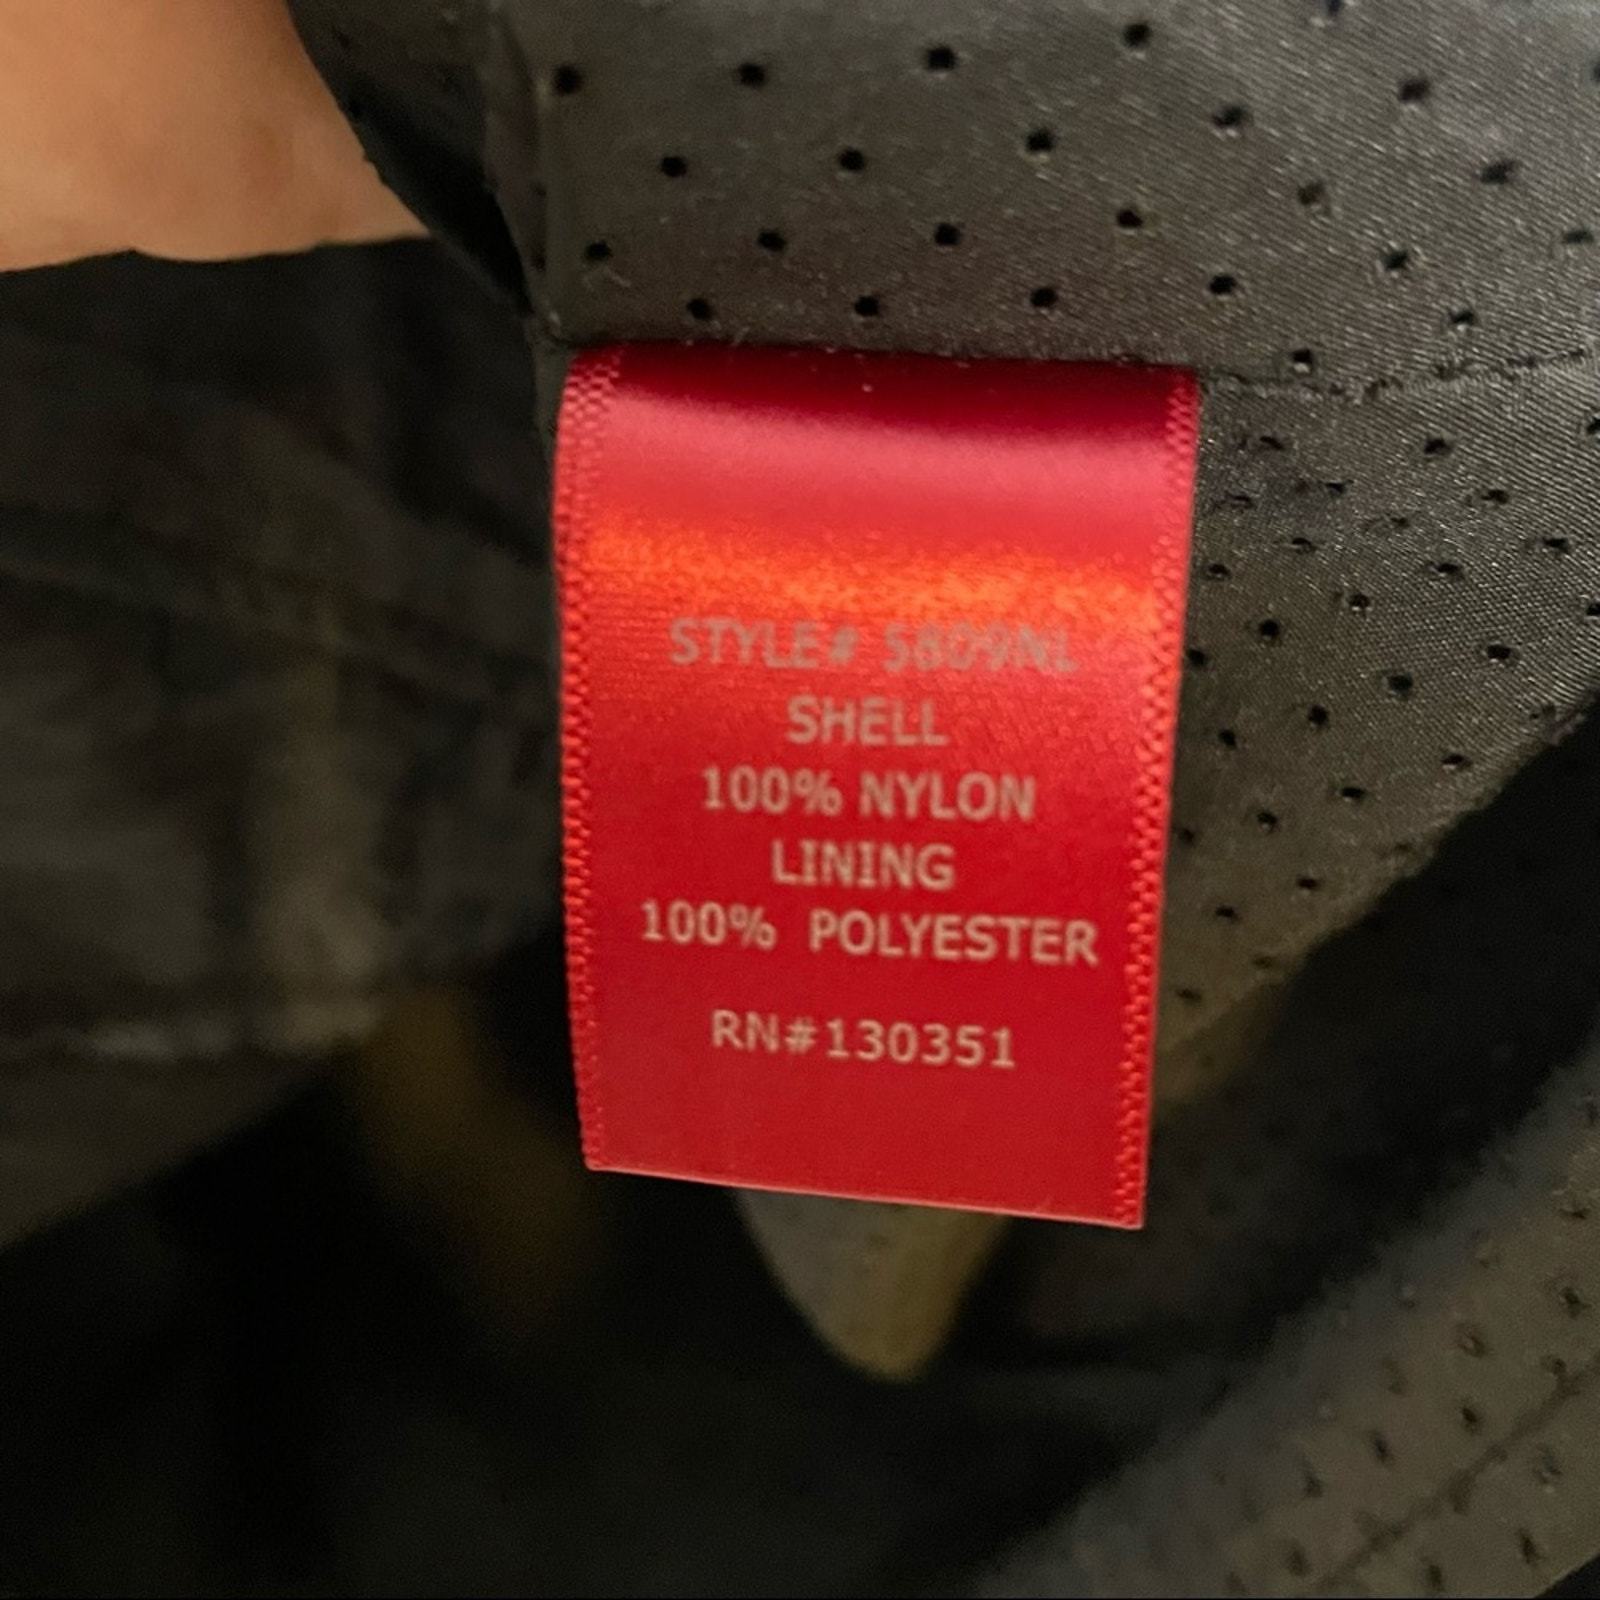 STYLE# 5809NL
SHELL
100% NYLON
LINING
100% POLYESTER
RN#130351